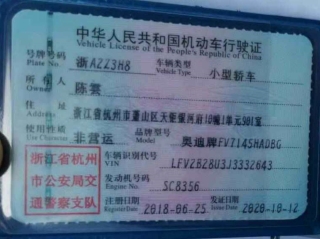 中华人民共和国机动车行驶证
Vehicle License of the People's Republic of China
号牌号码 Plate No. 浙A2Z3H8 车辆类型 Vehicle Type 小型轿车
所有人 Owner 陈雲
住址 Address 浙江省杭州市萧山区天乐蜜河府10幢1单元901室
使用性质 Use Character 非营运 品牌型号 Model 奥迪牌FV7145HADBG
浙江省杭州
市公安局交
通警察支队
车辆识别代号 VIN LFV2B28U3J3332643
发动机号码 Engine No. SC8356
注册日期 Register Date 2018-06-25 发证日期 Issue Date 2020-10-12